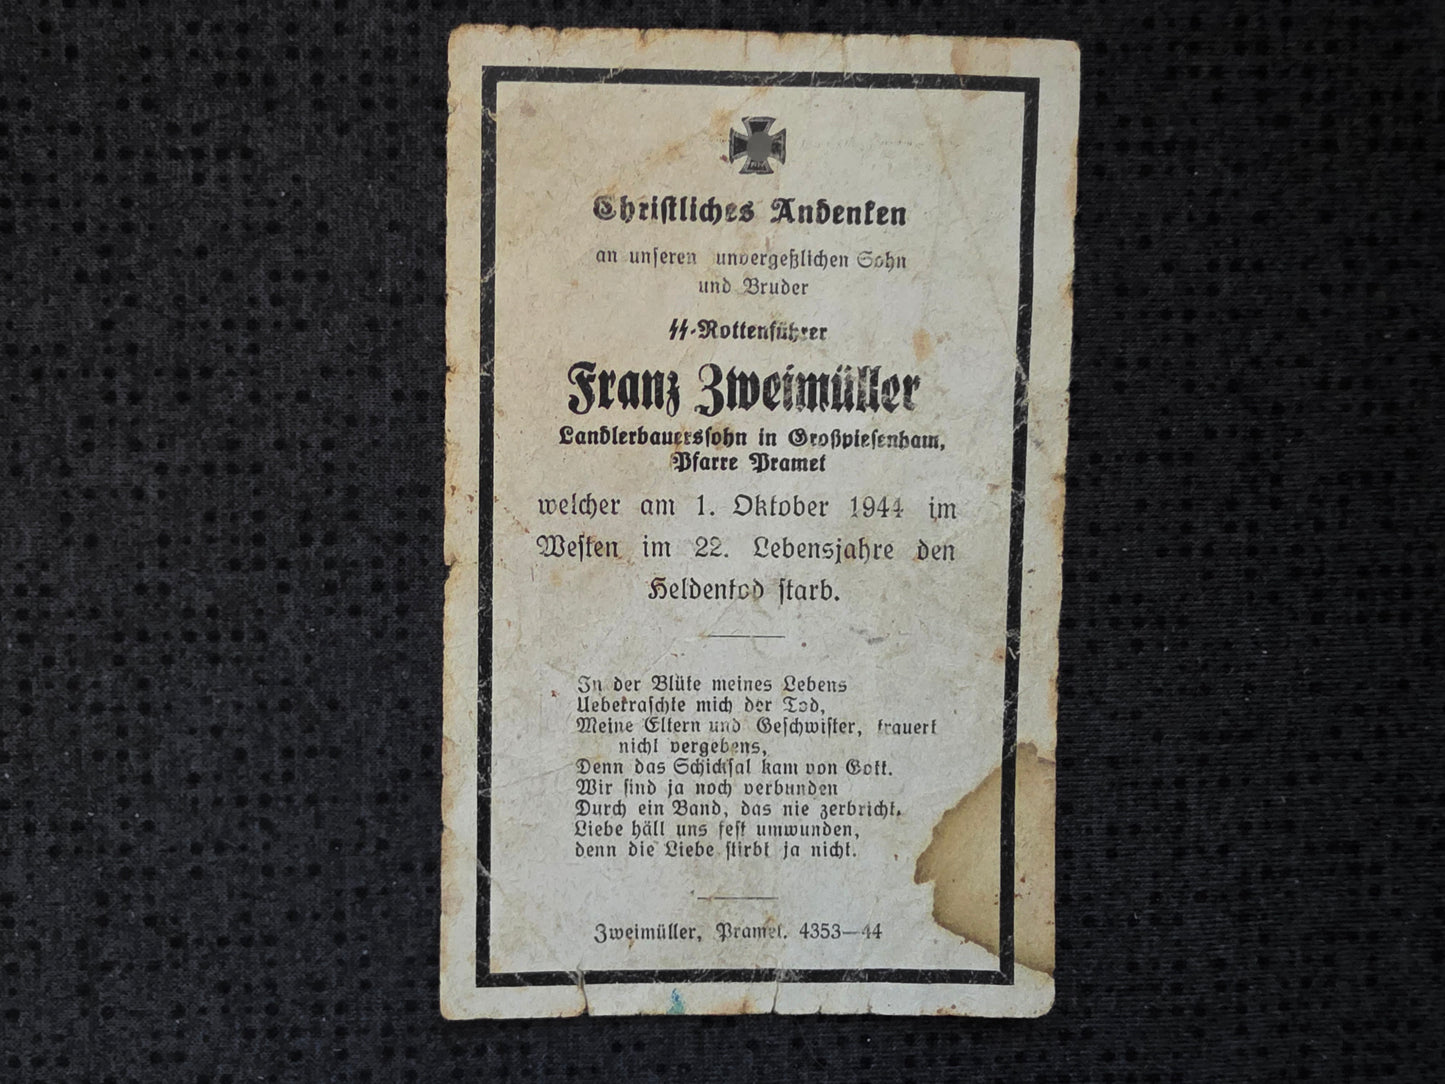 Christliches Andenken
an unseren unvergeßlichen Sohn
und Bruder
SS-Rottenführer
Franz Zweimüller
Landlerbauerssohn in Großpiesenham,
Pfarre Pramet
welcher am 1. Oktober 1944 im
Westen im 22. Lebensjahre den
Heldentod starb.
In der Blüte meines Lebens
Ueberraschte mich der Tod,
Meine Eltern und Geschwister, trauert
nicht vergebens,
Denn das Schicksal kam von Gott.
Wir sind ja noch verbunden
Durch ein Band, das nie zerbricht.
Liebe hält uns fest umwunden,
denn die Liebe stirbt ja nicht.
Zweimüller, Pramet. 4353—44